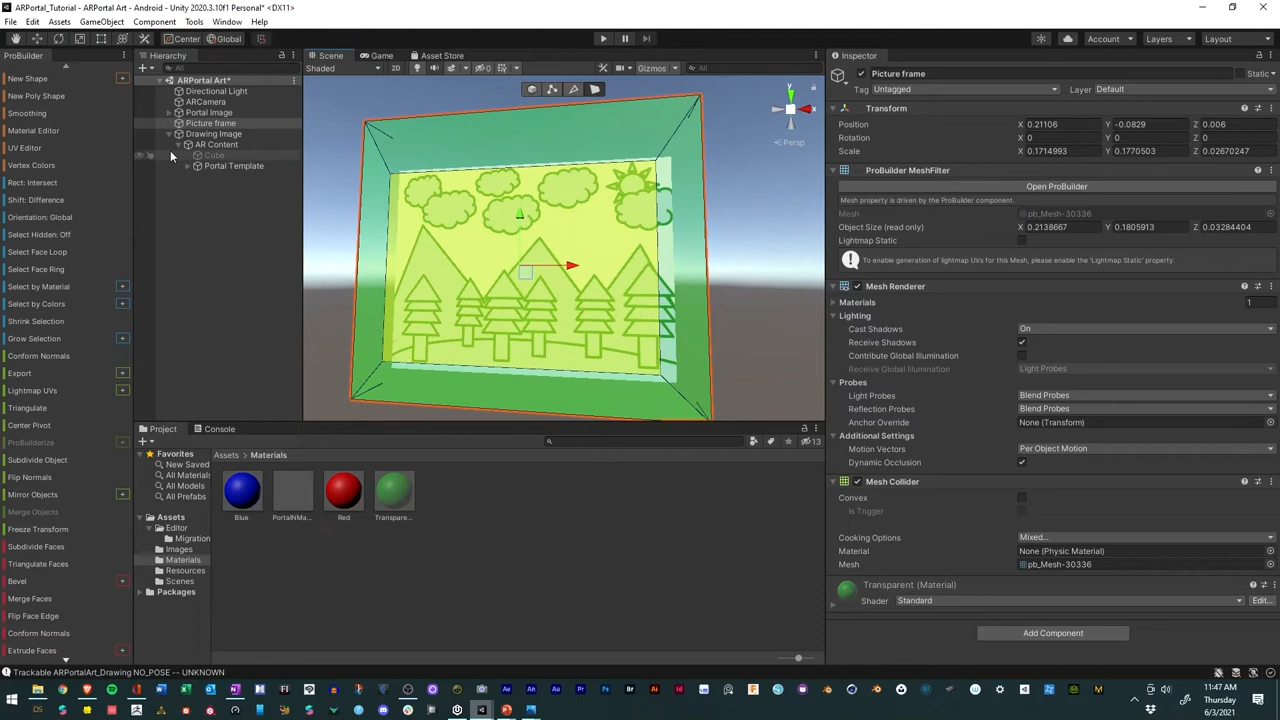 ARPortal_Tutorial - ARPortal Art - Android - Unity 2020.3.10f1 Personal* <DX11>
File Edit Assets GameObject Component Tools Window Help
Center Global Account Layers Layout
ProBuilder
New Shape
New Poly Shape
Smoothing
Material Editor
UV Editor
Vertex Colors
Rect: Intersect
Shift: Difference
Orientation: Global
Select Hidden: Off
Select Face Loop
Select Face Ring
Select by Material
Select by Colors
Shrink Selection
Grow Selection
Conform Normals
Export
Lightmap UVs
Triangulate
Center Pivot
ProBuilderize
Subdivide Object
Flip Normals
Mirror Objects
Merge Objects
Freeze Transform
Subdivide Faces
Triangulate Faces
Bevel
Merge Faces
Flip Face Edge
Conform Normals
Extrude Faces
Hierarchy
All
ARPortal Art*
Directional Light
ARCamera
Portal Image
Picture frame
Drawing Image
AR Content
Cube
Portal Template
Scene Game Asset Store
Shaded 2D 0 Gizmos All
y
Persp
Project Console
13
Favorites
New Saved
All Materials
All Models
All Prefabs
Assets
Editor
Migration
Images
Materials
Resources
Scenes
Packages
Assets > Materials
Blue PortalNMa... Red Transpare...
Inspector
Picture frame Static
Tag Untagged Layer Default
Transform
Position X 0.21106 Y -0.0829 Z 0.006
Rotation X 0 Y 0 Z 0
Scale X 0.1714993 Y 0.1770503 Z 0.02670247
ProBuilder MeshFilter
Open ProBuilder
Mesh property is driven by the ProBuilder component.
Mesh pb_Mesh-30336
Object Size (read only) X 0.2138667 Y 0.1805913 Z 0.03284404
Lightmap Static
To enable generation of lightmap UVs for this Mesh, please enable the 'Lightmap Static' property.
Mesh Renderer
Materials 1
Lighting
Cast Shadows On
Receive Shadows
Contribute Global Illumination
Receive Global Illumination Light Probes
Probes
Light Probes Blend Probes
Reflection Probes Blend Probes
Anchor Override None (Transform)
Additional Settings
Motion Vectors Per Object Motion
Dynamic Occlusion
Mesh Collider
Convex
Is Trigger
Cooking Options Mixed...
Material None (Physic Material)
Mesh pb_Mesh-30336
Transparent (Material)
Shader Standard Edit...
Add Component
Trackable ARPortalArt_Drawing NO_POSE -- UNKNOWN
11:47 AM
Thursday
6/3/2021